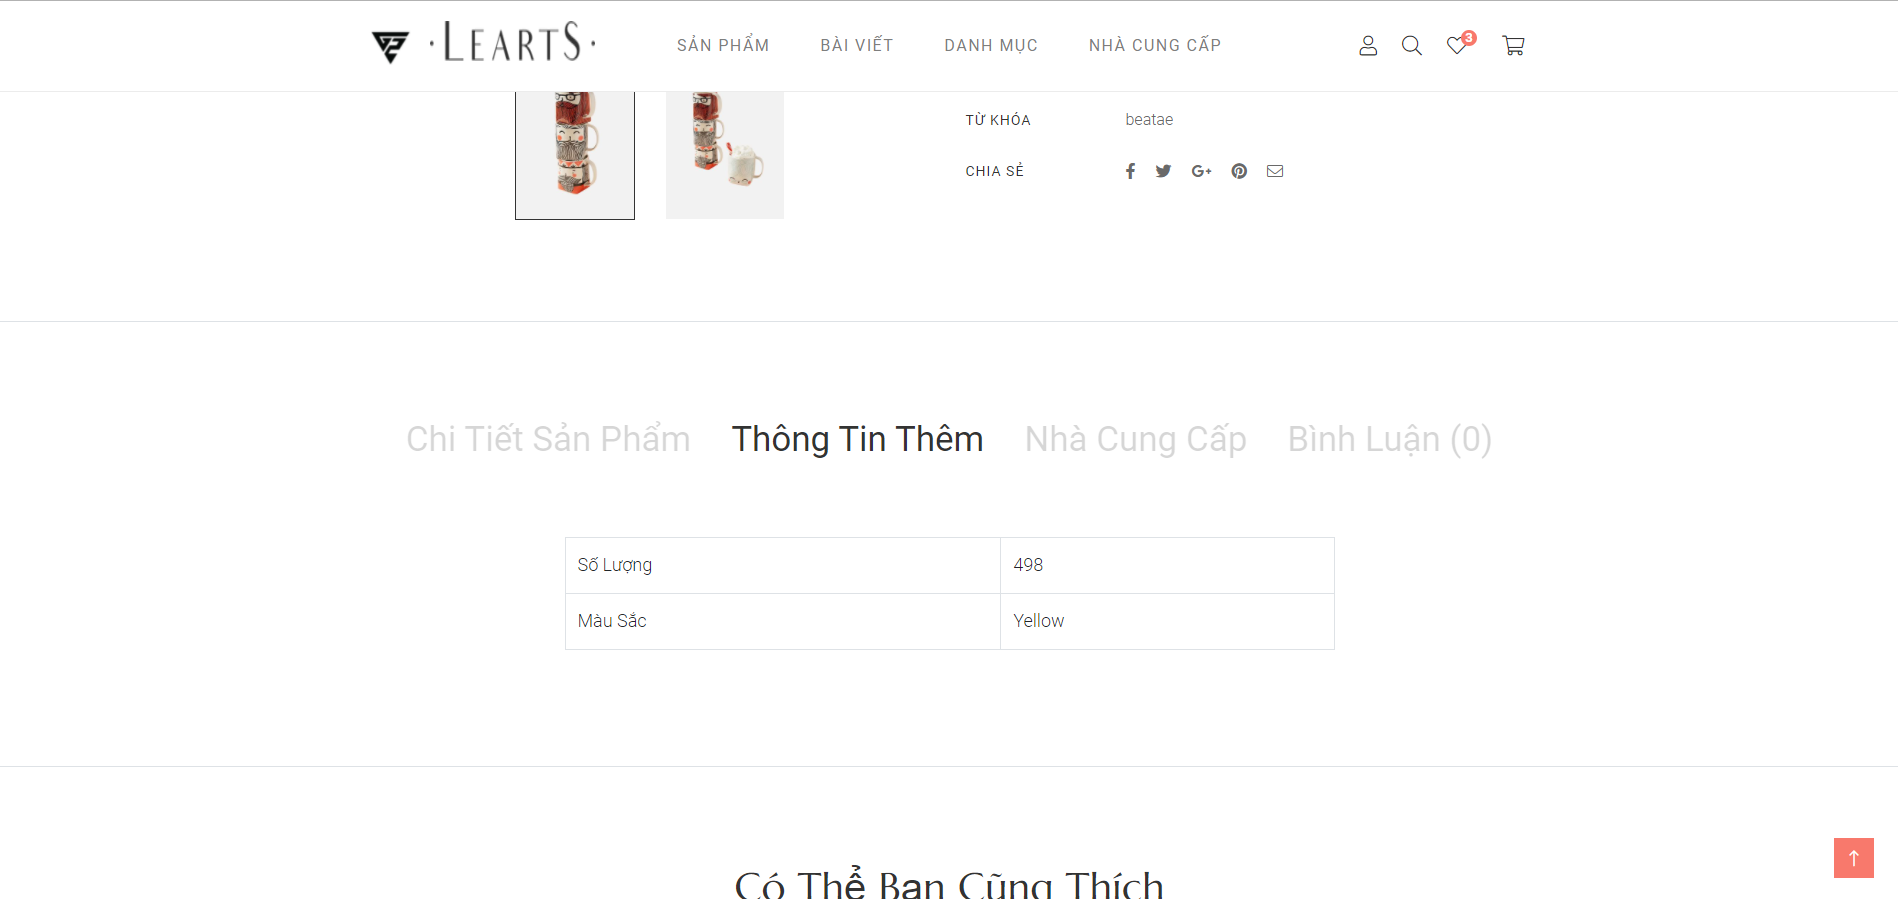 ·LEARTS·
SẢN PHẨM
BÀI VIẾT
DANH MỤC
NHÀ CUNG CẤP
3
TỪ KHÓA
beatae
CHIA SẺ
Chi Tiết Sản Phẩm
Thông Tin Thêm
Nhà Cung Cấp
Bình Luận (0)
Số Lượng
498
Màu Sắc
Yellow
Có Thể Bạn Cũng Thích